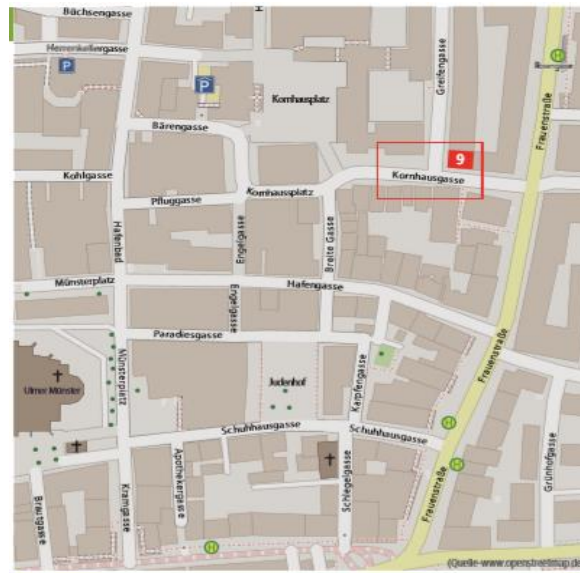 Büchsengasse
H
Herrenkellergasse
H
P
P
Greifengasse
Kornhausplatz
Frauenstraße
Bärengasse
9
Kohlgasse
Kornhausgasse
Kornhausplatz
Pfluggasse
Hafenbad
Engelgasse
Breite Gasse
Münsterplatz
Hafengasse
Engelgasse
Paradiesgasse
Münsterplatz
Frauenstraße
Judenhof
Karpfengasse
Ulmer Münster
H
Schuhhausgasse
Schuhhausgasse
H
Grünhofgasse
Apothekergasse
Schlegelgasse
Kramgasse
Brautgasse
Frauenstraße
H
(Quelle-www.openstreetmap.de